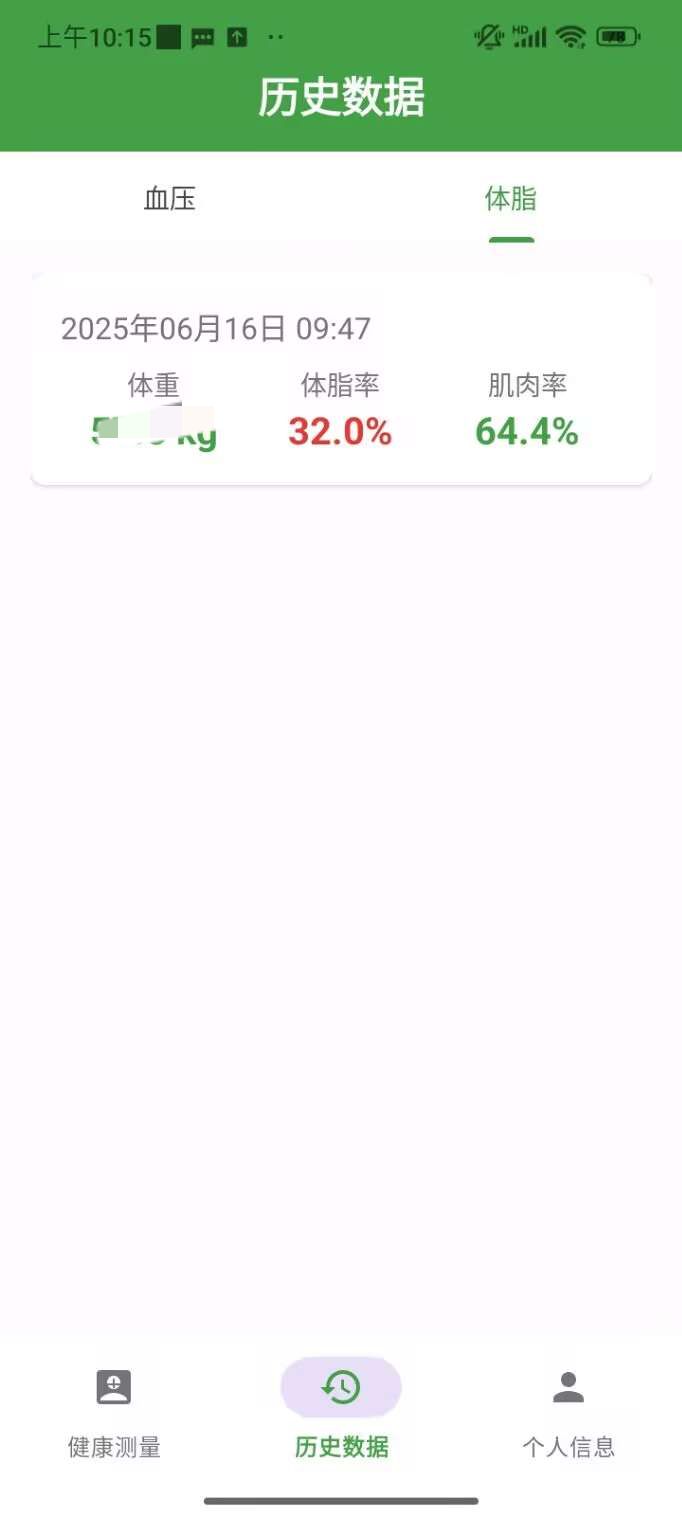 上午10:15
历史数据
血压 体脂
2025年06月16日 09:47
体重 体脂率 肌肉率
kg 32.0% 64.4%
健康测量 历史数据 个人信息